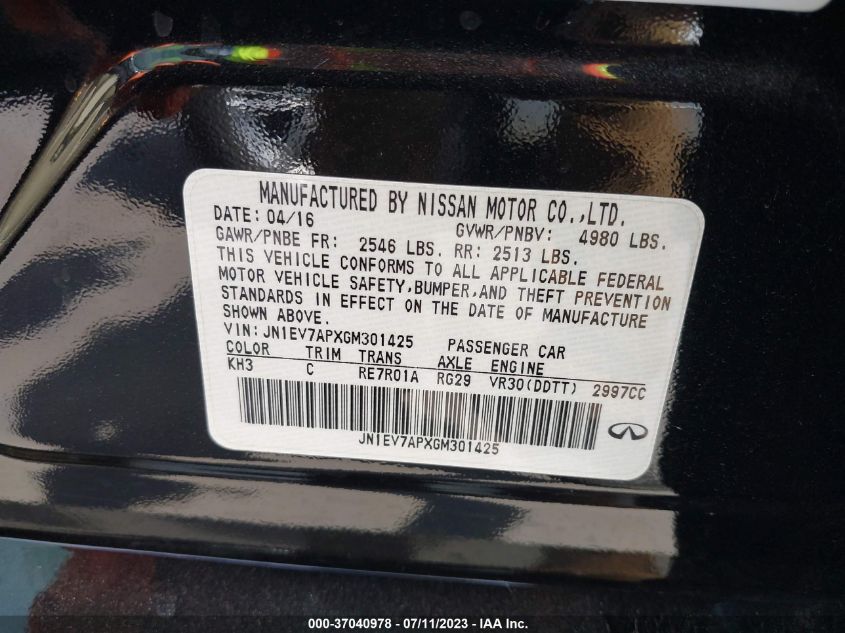 MANUFACTURED BY NISSAN MOTOR CO.,LTD.
DATE: 04/16 GVWR/PNBV: 4980 LBS.
GAWR/PNBE FR: 2546 LBS. RR: 2513 LBS.
THIS VEHICLE CONFORMS TO ALL APPLICABLE FEDERAL
MOTOR VEHICLE SAFETY,BUMPER,AND THEFT PREVENTION
STANDARDS IN EFFECT ON THE DATE OF MANUFACTURE
SHOWN ABOVE.
VIN:JN1EV7APXGM301425 PASSENGER CAR
COLOR TRIM TRANS AXLE ENGINE
KH3 C RE7R01A RG29 VR30(DDTT) 2997CC
JN1EV7APXGM301425
000-37040978 - 07/11/2023 - IAA Inc.